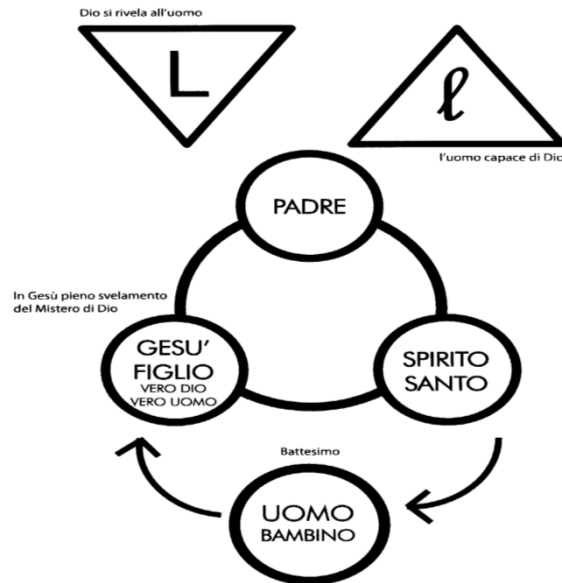 Dio si rivela all'uomo
L
ℓ
l'uomo capace di Dio
PADRE
In Gesù pieno svelamento
del Mistero di Dio
GESU'
FIGLIO
VERO DIO
VERO UOMO
SPIRITO
SANTO
Battesimo
UOMO
BAMBINO